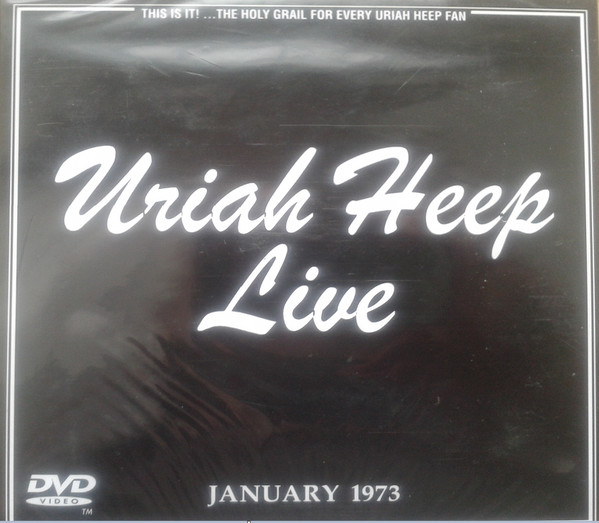 THIS IS IT! ...THE HOLY GRAIL FOR EVERY URIAH HEEP FAN
Uriah Heep
Live
DVD
VIDEO
TM
JANUARY 1973